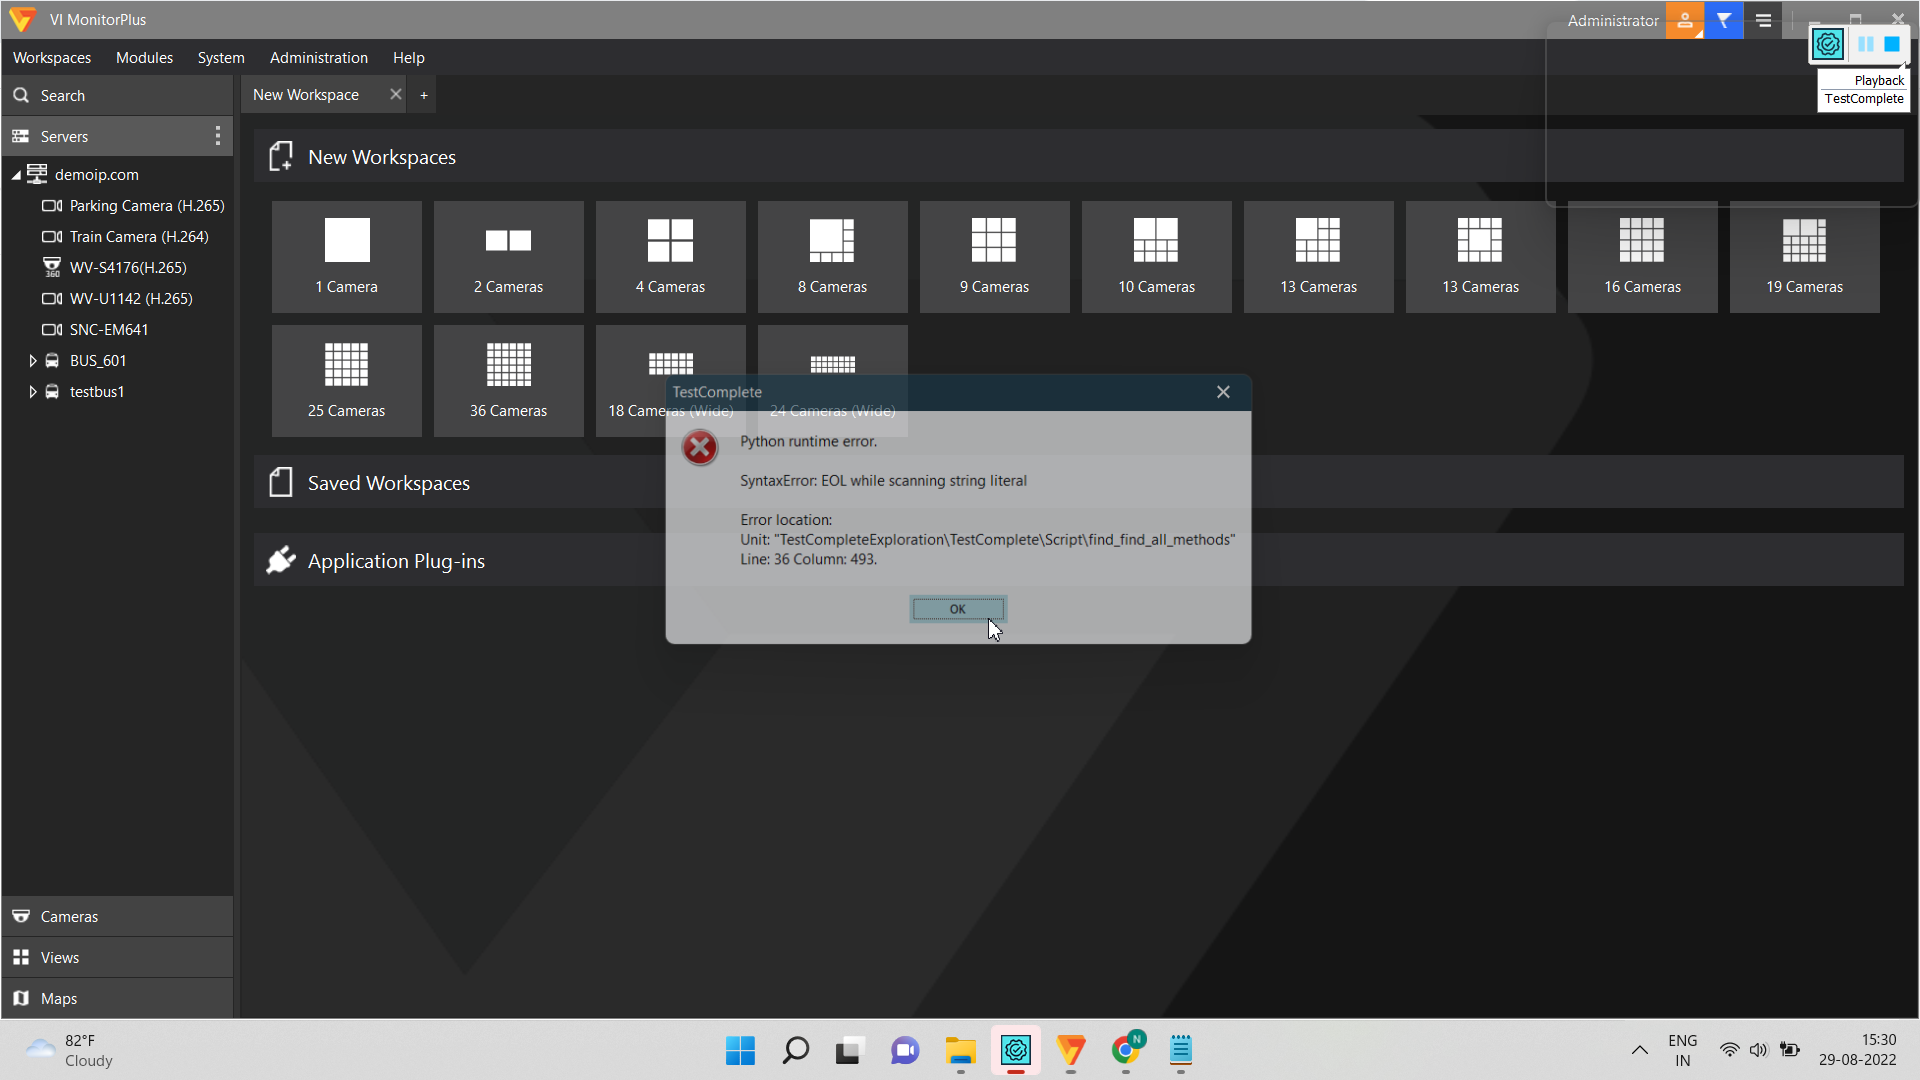 VI MonitorPlus
Administrator
Workspaces Modules System Administration Help
Playback
TestComplete
Search
New Workspace +
Servers
demoip.com
Parking Camera (H.265)
Train Camera (H.264)
360
WV-S4176(H.265)
WV-U1142 (H.265)
SNC-EM641
BUS_601
testbus1
New Workspaces
1 Camera
2 Cameras
4 Cameras
8 Cameras
9 Cameras
10 Cameras
13 Cameras
13 Cameras
16 Cameras
19 Cameras
25 Cameras
36 Cameras
18 Cameras (Wide)
24 Cameras (Wide)
Saved Workspaces
Application Plug-ins
TestComplete
Python runtime error.
SyntaxError: EOL while scanning string literal
Error location:
Unit: "TestCompleteExploration\TestComplete\Script\find_find_all_methods"
Line: 36 Column: 493.
OK
Cameras
Views
Maps
82°F
Cloudy
N
ENG
IN
15:30
29-08-2022